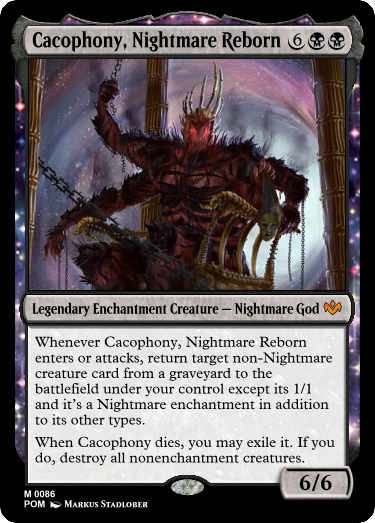 Cacophony, Nightmare Reborn 6
Legendary Enchantment Creature — Nightmare God
Whenever Cacophony, Nightmare Reborn
enters or attacks, return target non-Nightmare
creature card from a graveyard to the
battlefield under your control except its 1/1
and it's a Nightmare enchantment in addition
to its other types.
When Cacophony dies, you may exile it. If you
do, destroy all nonenchantment creatures.
6/6
M 0086
POM Markus Stadlober